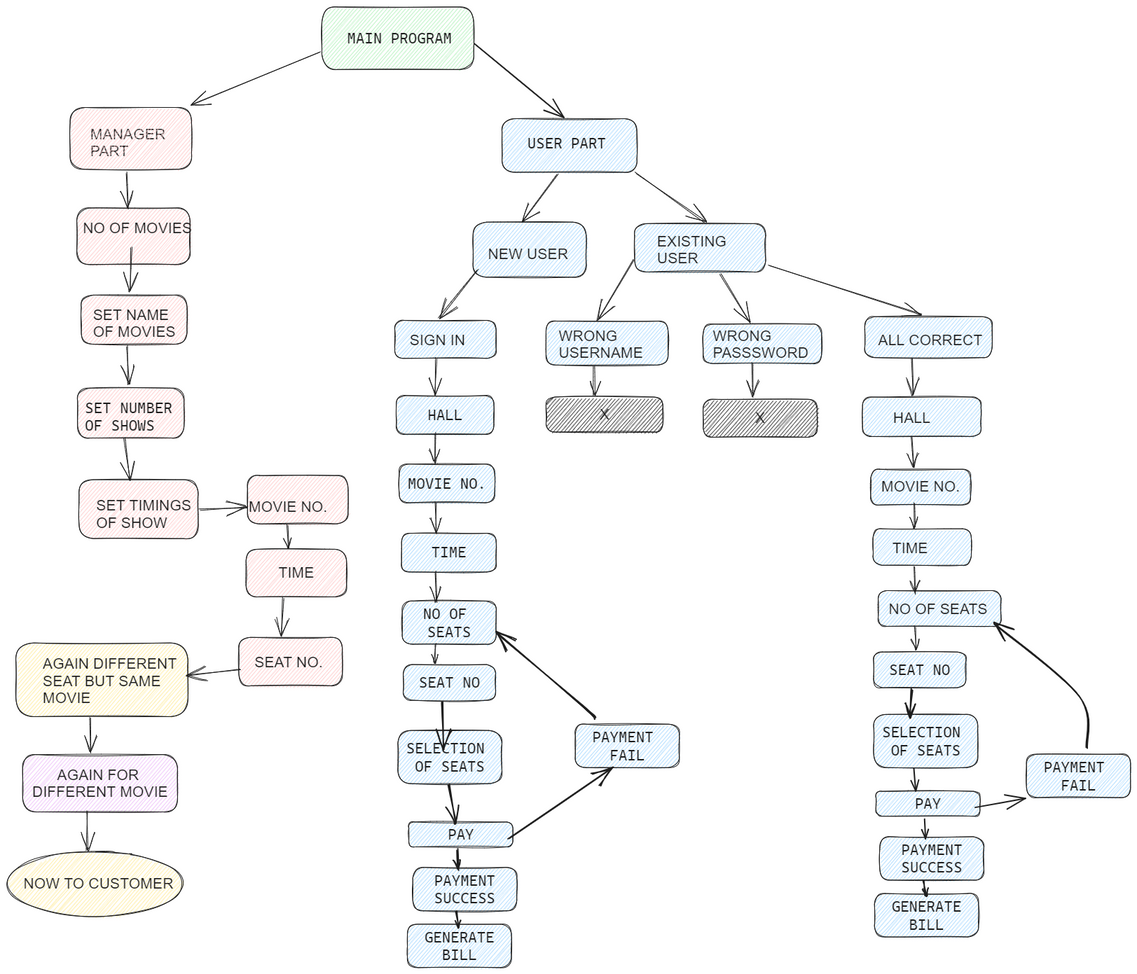 MAIN PROGRAM
MANAGER
PART
USER PART
NO OF MOVIES
NEW USER
EXISTING
USER
SET NAME
OF MOVIES
SIGN IN
WRONG
USERNAME
WRONG
PASSSWORD
ALL CORRECT
SET NUMBER
OF SHOWS
HALL
X
X
HALL
SET TIMINGS
OF SHOW
MOVIE NO.
MOVIE NO.
MOVIE NO.
TIME
TIME
TIME
NO OF
SEATS
NO OF SEATS
SEAT NO.
SEAT NO
SEAT NO
AGAIN DIFFERENT
SEAT BUT SAME
MOVIE
SELECTION
OF SEATS
PAYMENT
FAIL
SELECTION
OF SEATS
AGAIN FOR
DIFFERENT MOVIE
PAYMENT
FAIL
PAY
PAY
NOW TO CUSTOMER
PAYMENT
SUCCESS
PAYMENT
SUCCESS
GENERATE
BILL
GENERATE
BILL